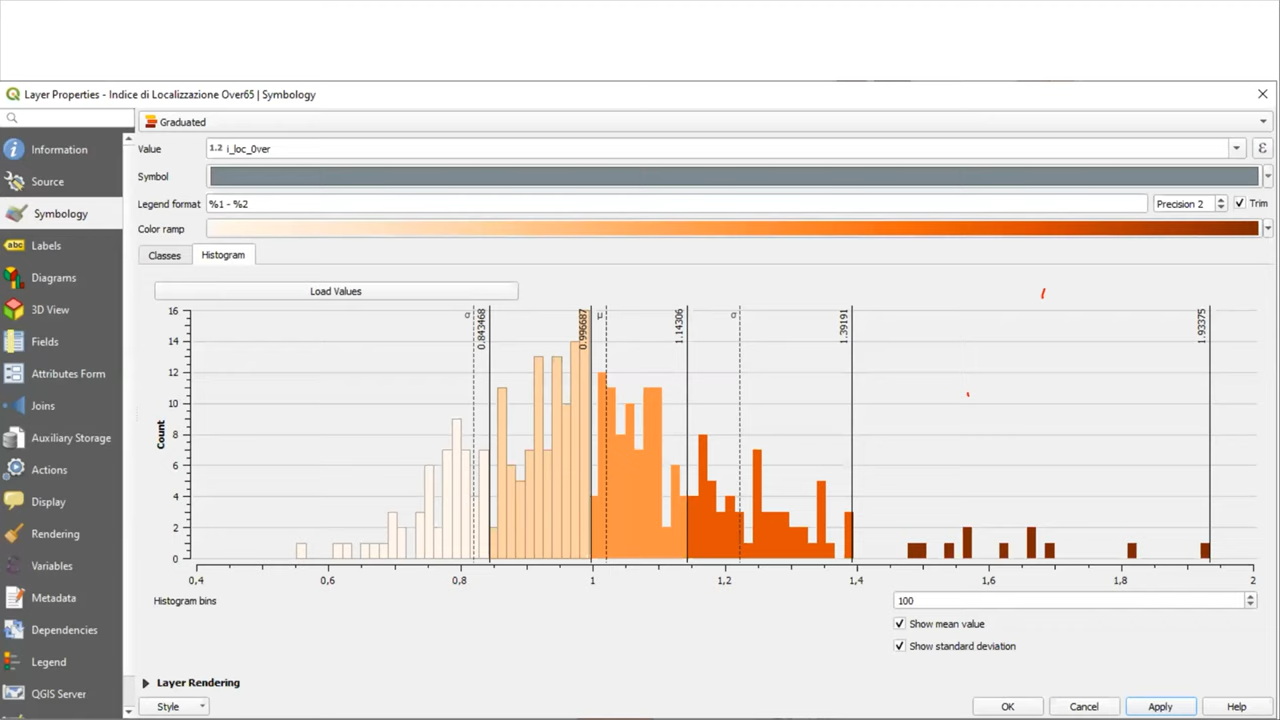 Layer Properties - Indice di Localizzazione Over65 | Symbology
Graduated
Information
Source
Symbology
Labels
Diagrams
3D View
Fields
Attributes Form
Joins
Auxiliary Storage
Actions
Display
Rendering
Variables
Metadata
Dependencies
Legend
QGIS Server
Value
1.2 i_loc_0ver
ε
Symbol
Legend format
%1 - %2
Precision 2
Trim
Color ramp
Classes
Histogram
Load Values
Count
16
14
12
10
8
6
4
2
0
σ
0.843468
0.996687
μ
1.14306
σ
1.39191
1.93375
0,4
0,6
0,8
1
1,2
1,4
1,6
1,8
2
Histogram bins
100
Show mean value
Show standard deviation
Layer Rendering
Style
OK
Cancel
Apply
Help